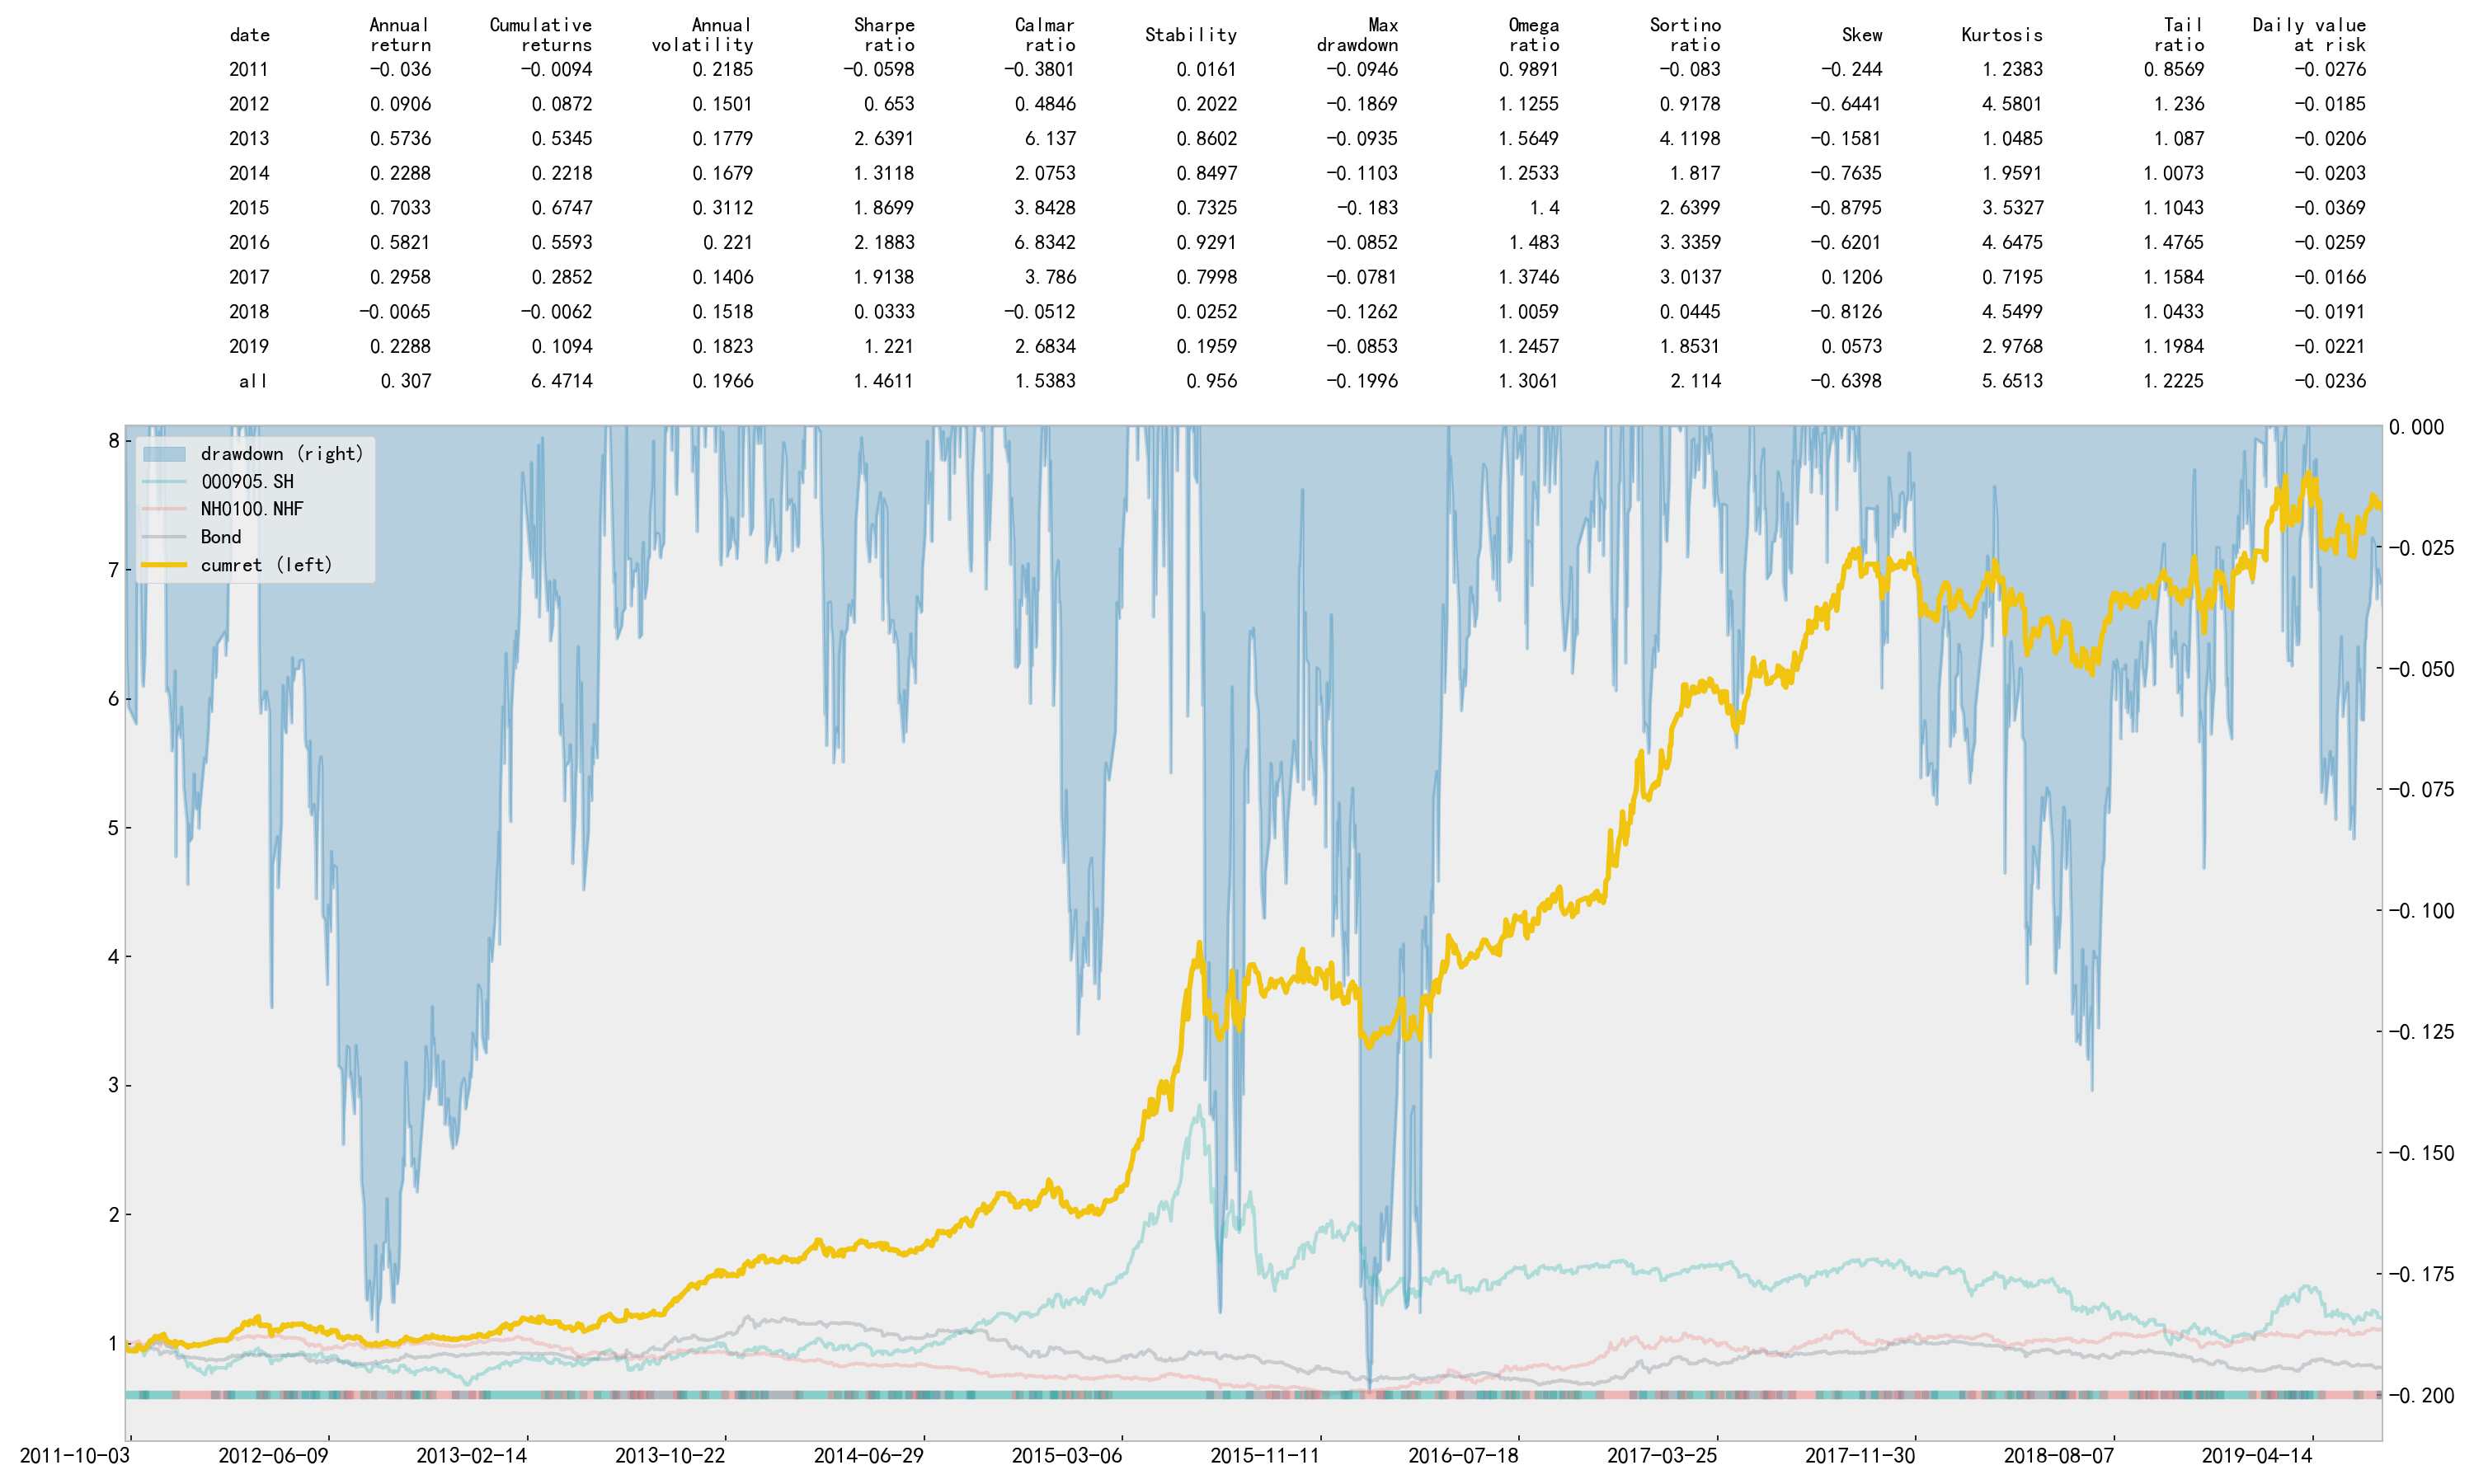 date Annual return Cumulative returns Annual volatility Sharpe ratio Calmar ratio Stability Max drawdown Omega ratio Sortino ratio Skew Kurtosis Tail ratio Daily value at risk
2011 -0.036 -0.0094 0.2185 -0.0598 -0.3801 0.0161 -0.0946 0.9891 -0.083 -0.244 1.2383 0.8569 -0.0276
2012 0.0906 0.0872 0.1501 0.653 0.4846 0.2022 -0.1869 1.1255 0.9178 -0.6441 4.5801 1.236 -0.0185
2013 0.5736 0.5345 0.1779 2.6391 6.137 0.8602 -0.0935 1.5649 4.1198 -0.1581 1.0485 1.087 -0.0206
2014 0.2288 0.2218 0.1679 1.3118 2.0753 0.8497 -0.1103 1.2533 1.817 -0.7635 1.9591 1.0073 -0.0203
2015 0.7033 0.6747 0.3112 1.8699 3.8428 0.7325 -0.183 1.4 2.6399 -0.8795 3.5327 1.1043 -0.0369
2016 0.5821 0.5593 0.221 2.1883 6.8342 0.9291 -0.0852 1.483 3.3359 -0.6201 4.6475 1.4765 -0.0259
2017 0.2958 0.2852 0.1406 1.9138 3.786 0.7998 -0.0781 1.3746 3.0137 0.1206 0.7195 1.1584 -0.0166
2018 -0.0065 -0.0062 0.1518 0.0333 -0.0512 0.0252 -0.1262 1.0059 0.0445 -0.8126 4.5499 1.0433 -0.0191
2019 0.2288 0.1094 0.1823 1.221 2.6834 0.1959 -0.0853 1.2457 1.8531 0.0573 2.9768 1.1984 -0.0221
all 0.307 6.4714 0.1966 1.4611 1.5383 0.956 -0.1996 1.3061 2.114 -0.6398 5.6513 1.2225 -0.0236
8
7
6
5
4
3
2
1
drawdown (right)
000905.SH
NH0100.NHF
Bond
cumret (left)
0.000
-0.025
-0.050
-0.075
-0.100
-0.125
-0.150
-0.175
-0.200
2011-10-03 2012-06-09 2013-02-14 2013-10-22 2014-06-29 2015-03-06 2015-11-11 2016-07-18 2017-03-25 2017-11-30 2018-08-07 2019-04-14